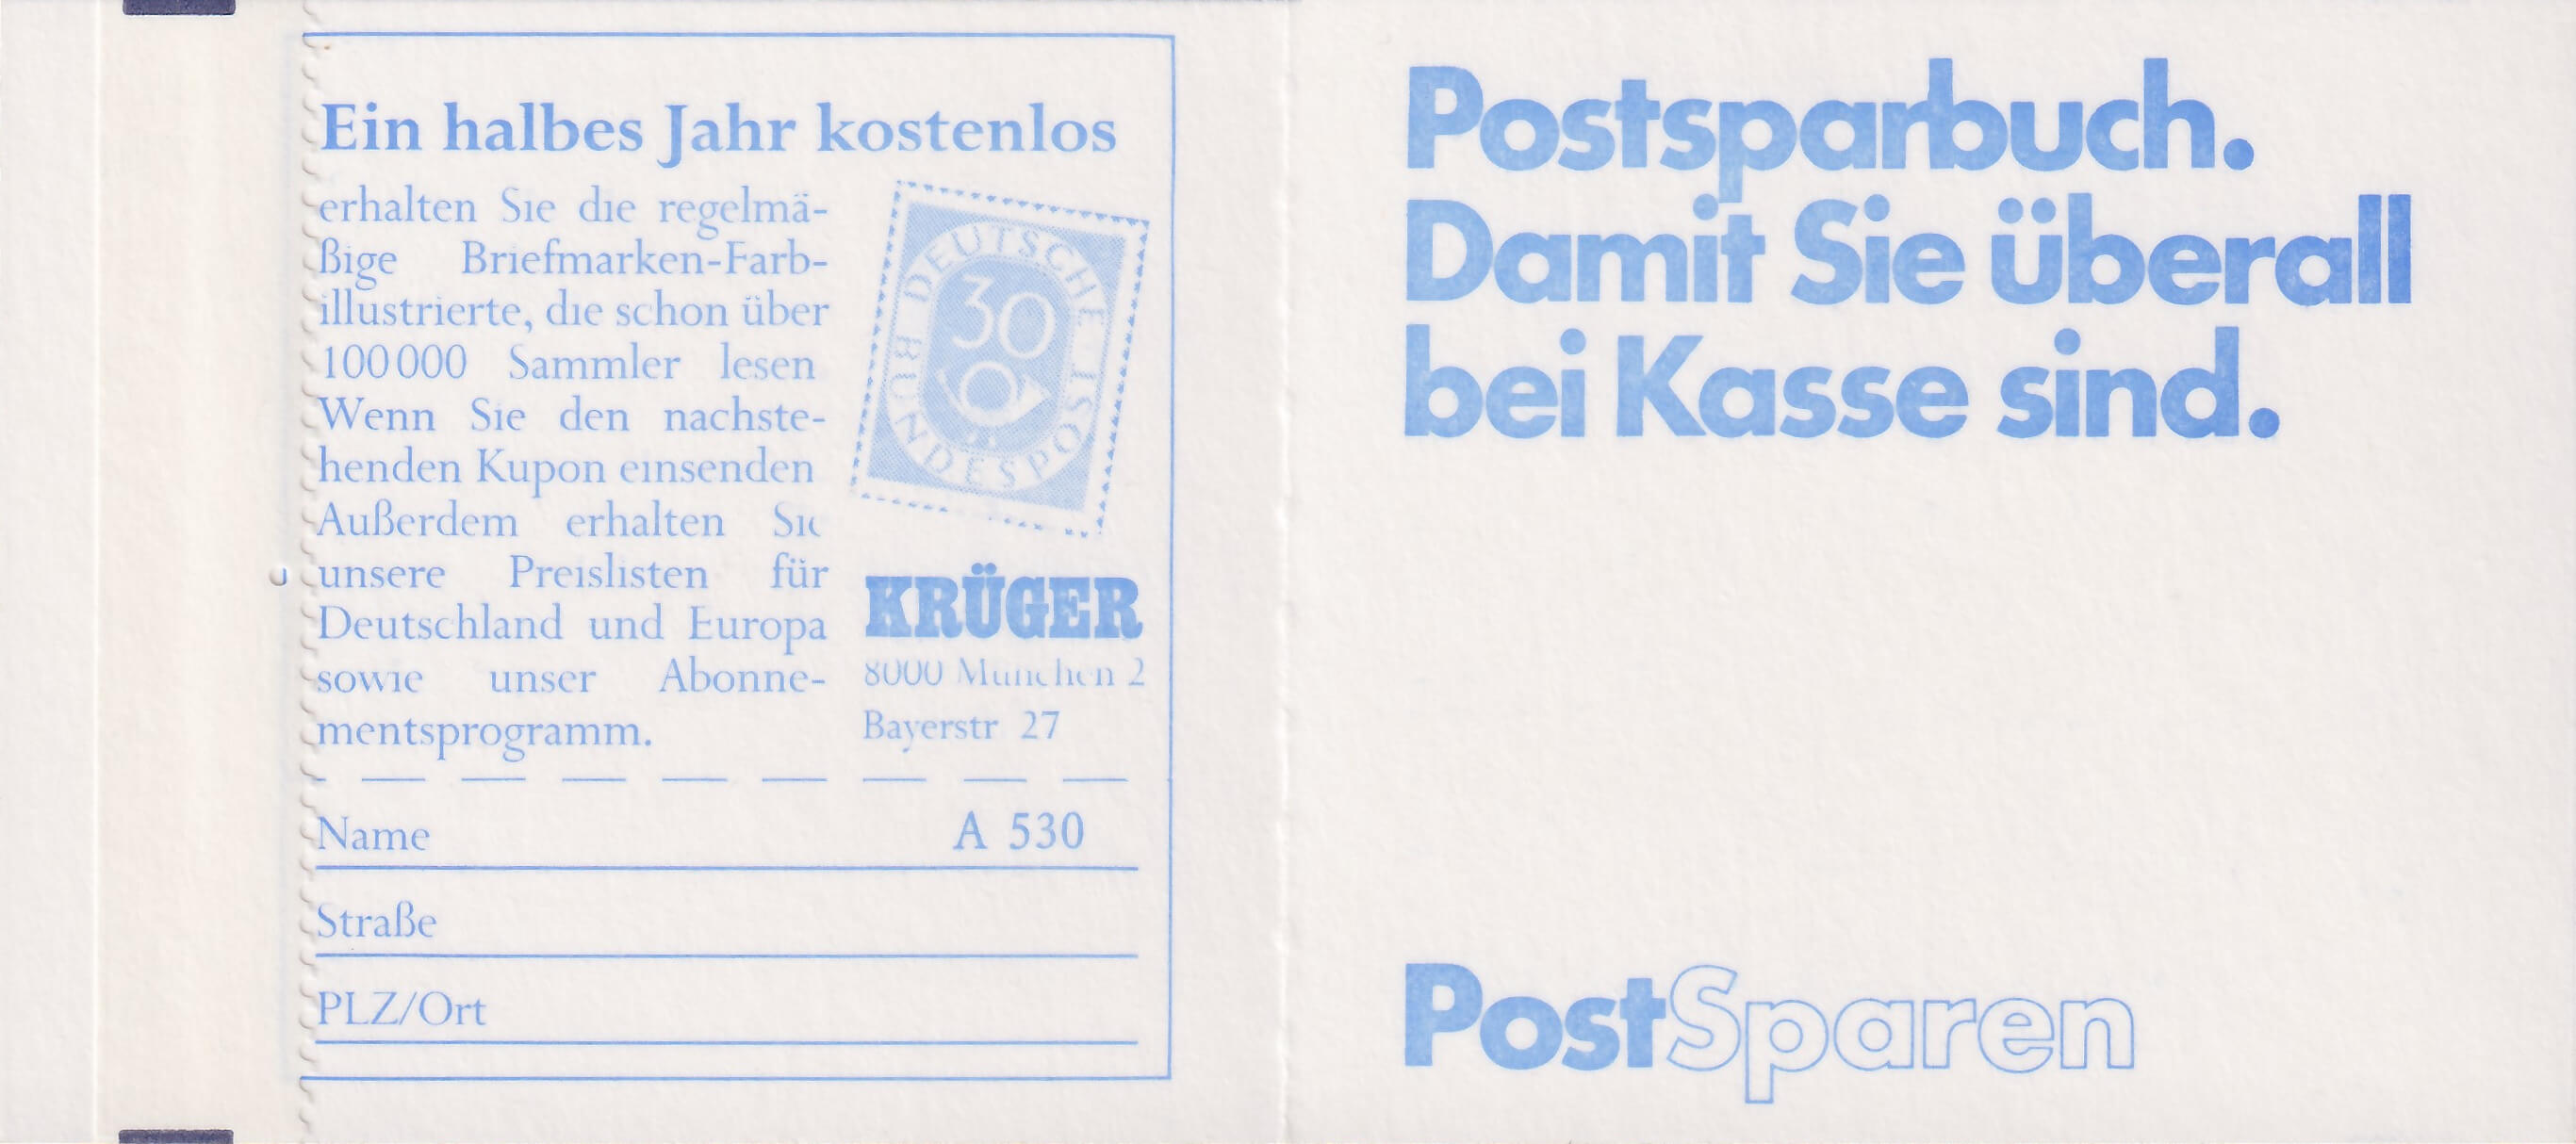 Ein halbes Jahr kostenlos
erhalten Sie die regelmä-
ßige Briefmarken-Farb-
illustrierte, die schon über
100 000 Sammler lesen
Wenn Sie den nachste-
henden Kupon einsenden
Außerdem erhalten Sie
unsere Preislisten für
Deutschland und Europa
sowie unser Abonne-
mentsprogramm.
DEUTSCHE BUNDESPOST
30
KRÜGER
8000 München 2
Bayerstr 27
Name A 530
Straße
PLZ/Ort
Postsparbuch.
Damit Sie überall
bei Kasse sind.
PostSparen